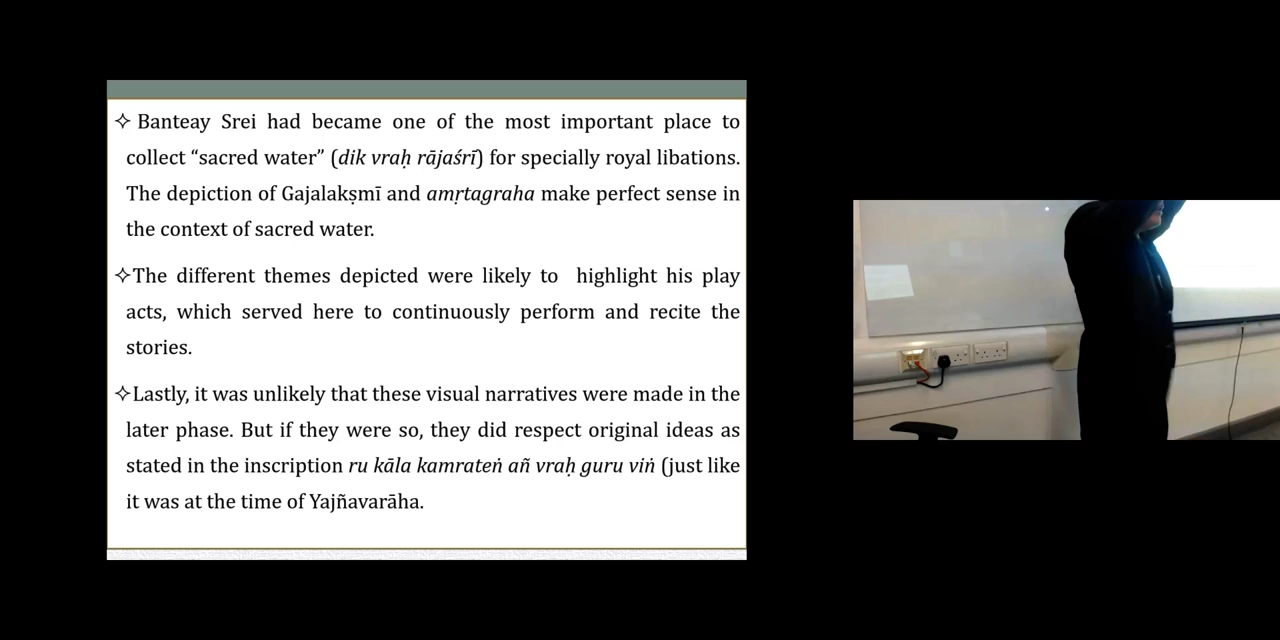 ✧ Banteay Srei had became one of the most important place to
collect “sacred water” (dik vraḥ rājaśrī) for specially royal libations.
The depiction of Gajalakṣmī and amṛtagraha make perfect sense in
the context of sacred water.
✧The different themes depicted were likely to highlight his play
acts, which served here to continuously perform and recite the
stories.
✧Lastly, it was unlikely that these visual narratives were made in the
later phase. But if they were so, they did respect original ideas as
stated in the inscription ru kāla kamrateṅ añ vraḥ guru viṅ (just like
it was at the time of Yajñavarāha.